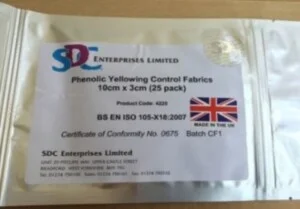 SDC ENTERPRISES LIMITED
Phenolic Yellowing Control Fabrics
10cm x 3cm (25 pack)
Product Code: 4225
BS EN ISO 105-X18:2007
MADE IN THE UK
Certificate of Conformity No. 0675 Batch CF1
SDC Enterprises Limited